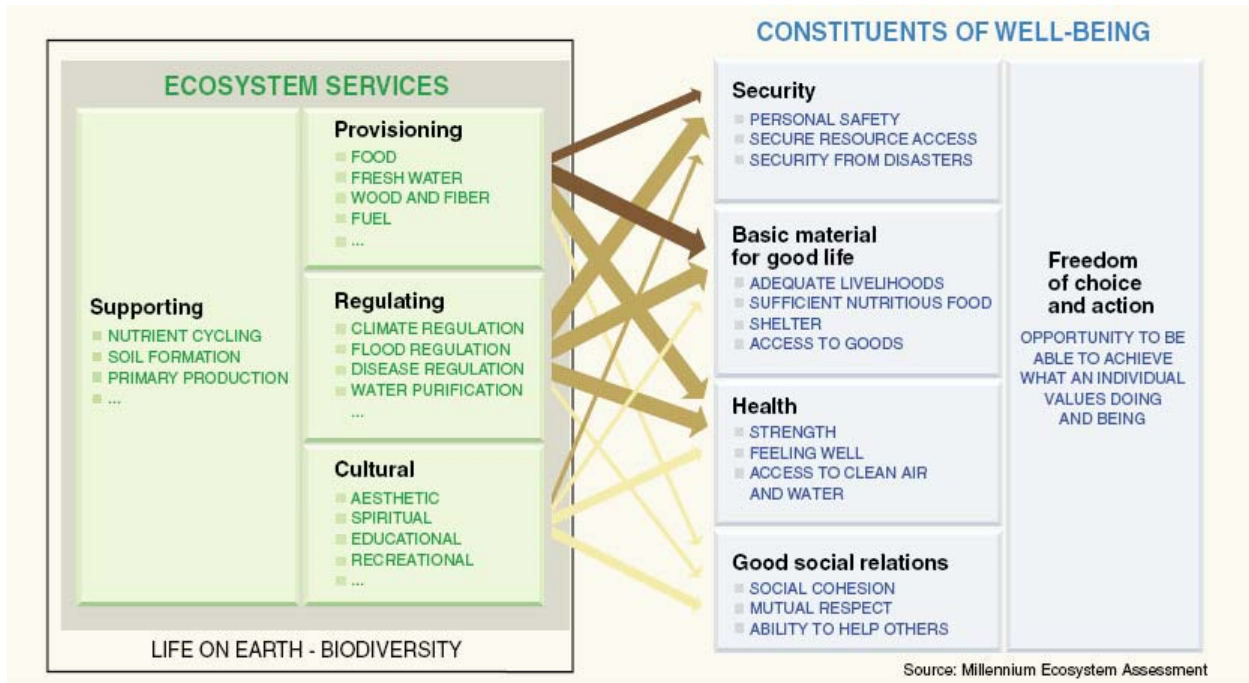 CONSTITUENTS OF WELL-BEING
ECOSYSTEM SERVICES
Supporting
NUTRIENT CYCLING
SOIL FORMATION
PRIMARY PRODUCTION
...
Provisioning
FOOD
FRESH WATER
WOOD AND FIBER
FUEL
...
Regulating
CLIMATE REGULATION
FLOOD REGULATION
DISEASE REGULATION
WATER PURIFICATION
...
Cultural
AESTHETIC
SPIRITUAL
EDUCATIONAL
RECREATIONAL
...
LIFE ON EARTH - BIODIVERSITY
Security
PERSONAL SAFETY
SECURE RESOURCE ACCESS
SECURITY FROM DISASTERS
Basic material
for good life
ADEQUATE LIVELIHOODS
SUFFICIENT NUTRITIOUS FOOD
SHELTER
ACCESS TO GOODS
Health
STRENGTH
FEELING WELL
ACCESS TO CLEAN AIR
AND WATER
Good social relations
SOCIAL COHESION
MUTUAL RESPECT
ABILITY TO HELP OTHERS
Freedom
of choice
and action
OPPORTUNITY TO BE
ABLE TO ACHIEVE
WHAT AN INDIVIDUAL
VALUES DOING
AND BEING
Source: Millennium Ecosystem Assessment